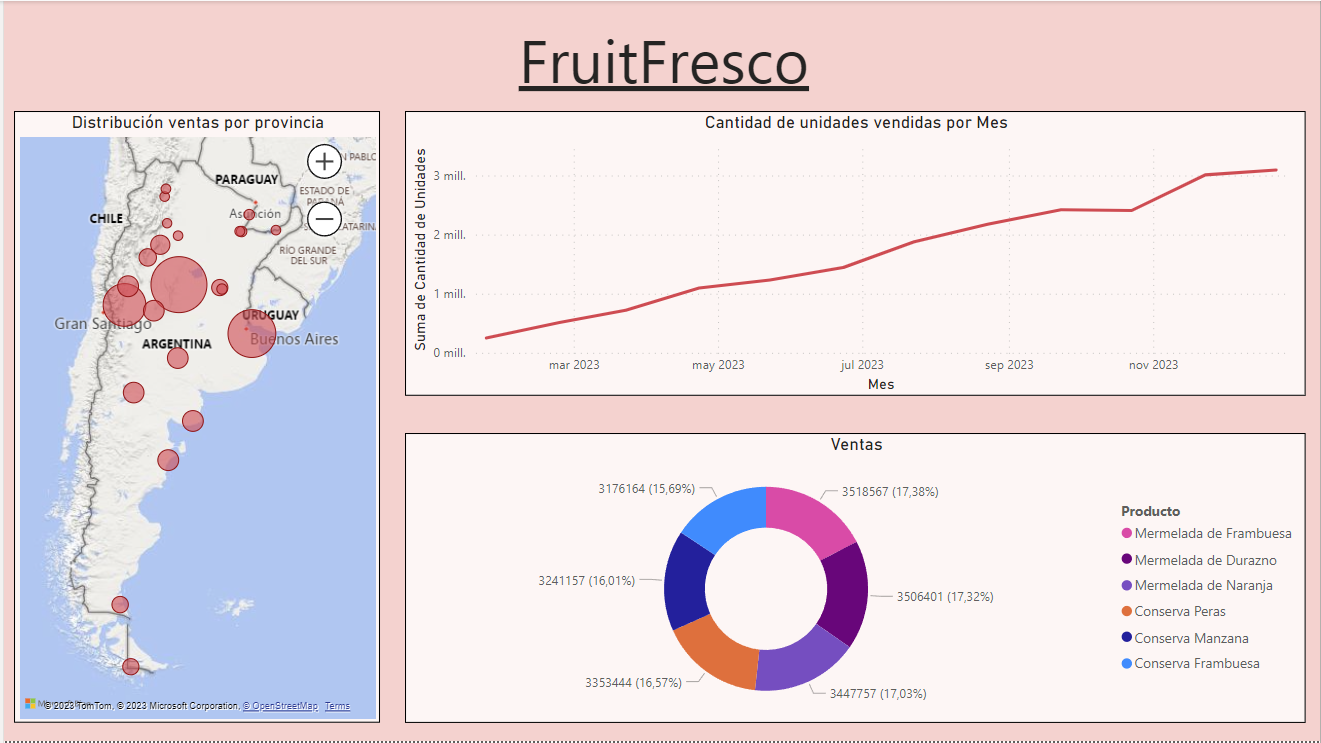 FruitFresco
Distribución ventas por provincia
PARAGUAY
N PABLO
ESTADO DE
PARANÁ
CHILE
Asunción
CATARINA
RÍO GRANDE
DEL SUR
URUGUAY
Gran Santiago
Buenos Aires
ARGENTINA
© 2023 TomTom, © 2023 Microsoft Corporation, © OpenStreetMap Terms
Cantidad de unidades vendidas por Mes
Suma de Cantidad de Unidades
3 mill.
2 mill.
1 mill.
0 mill.
mar 2023
may 2023
jul 2023
sep 2023
nov 2023
Mes
Ventas
3176164 (15,69%)
3518567 (17,38%)
3241157 (16,01%)
3506401 (17,32%)
3353444 (16,57%)
3447757 (17,03%)
Producto
Mermelada de Frambuesa
Mermelada de Durazno
Mermelada de Naranja
Conserva Peras
Conserva Manzana
Conserva Frambuesa